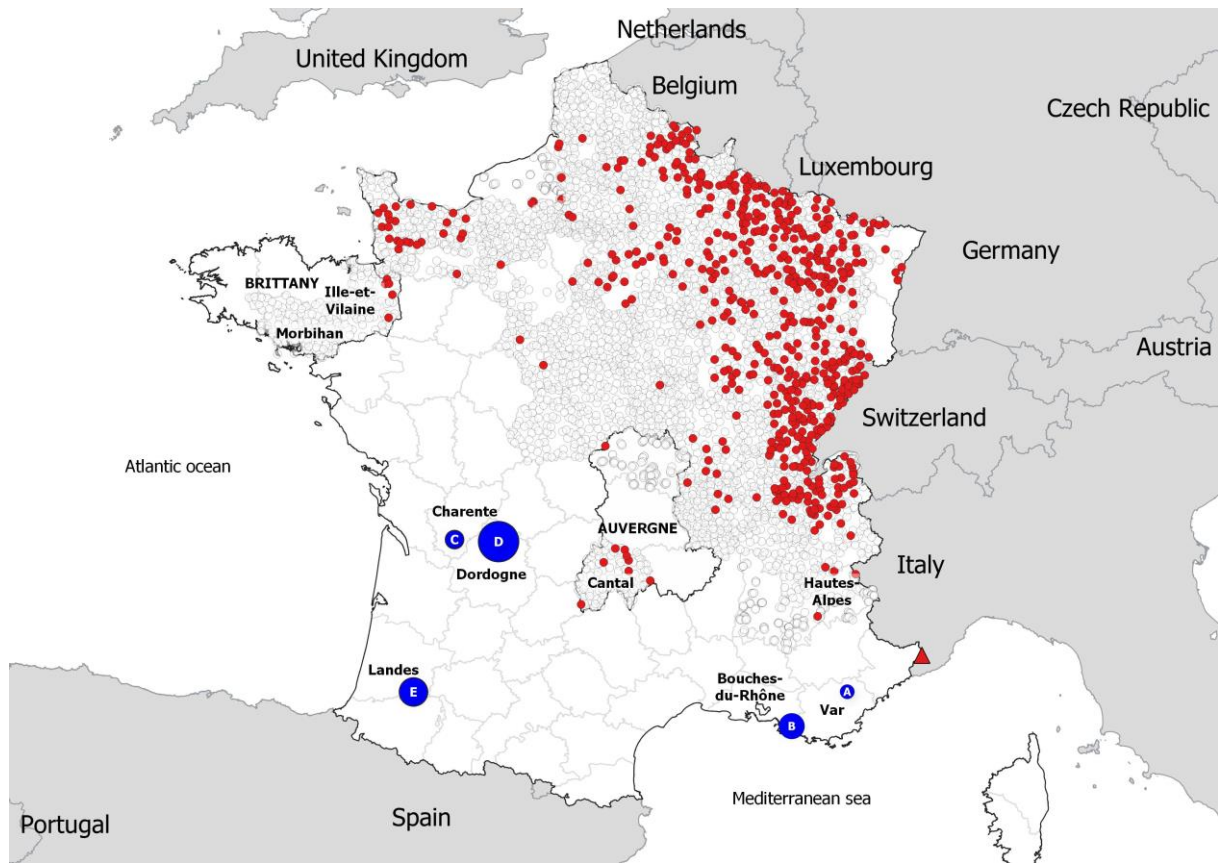 Netherlands
United Kingdom
Belgium
Czech Republic
Luxembourg
Germany
BRITTANY
Ille-et-
Vilaine
Morbihan
Austria
Switzerland
Atlantic ocean
Charente
C
D
Dordogne
AUVERGNE
Cantal
Italy
Hautes-
Alpes
Landes
E
Bouches-
du-Rhône
A
Var
B
Mediterranean sea
Spain
Portugal